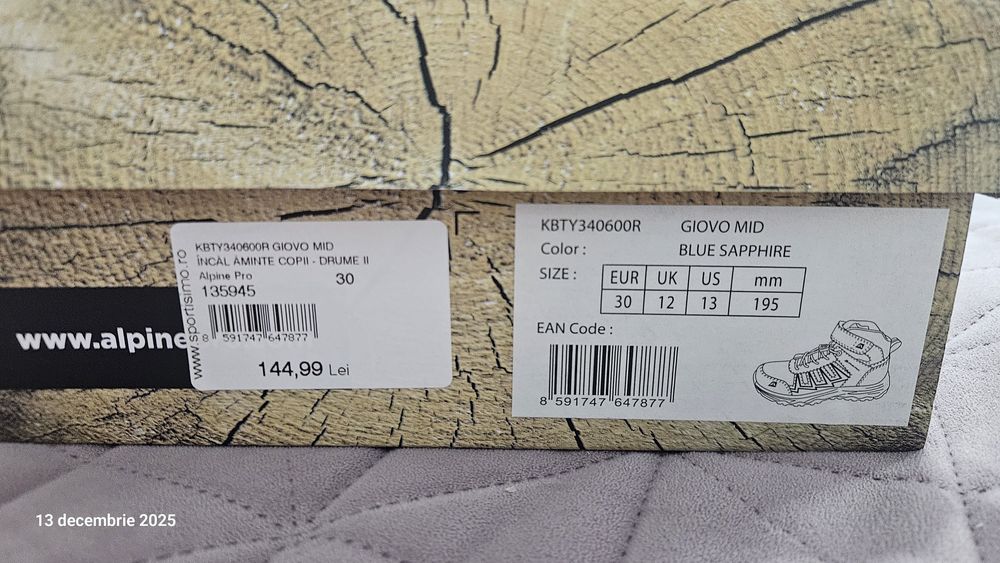 KBTY340600R GIOVO MID
ÎNCĂL ĂMINTE COPII - DRUME II
Alpine Pro 30
135945
8 591747 647877
144,99 Lei
www.sportisimo.ro
www.alpine
KBTY340600R GIOVO MID
Color : BLUE SAPPHIRE
SIZE :
EUR UK US mm
30 12 13 195
EAN Code :
8 591747 647877
13 decembrie 2025